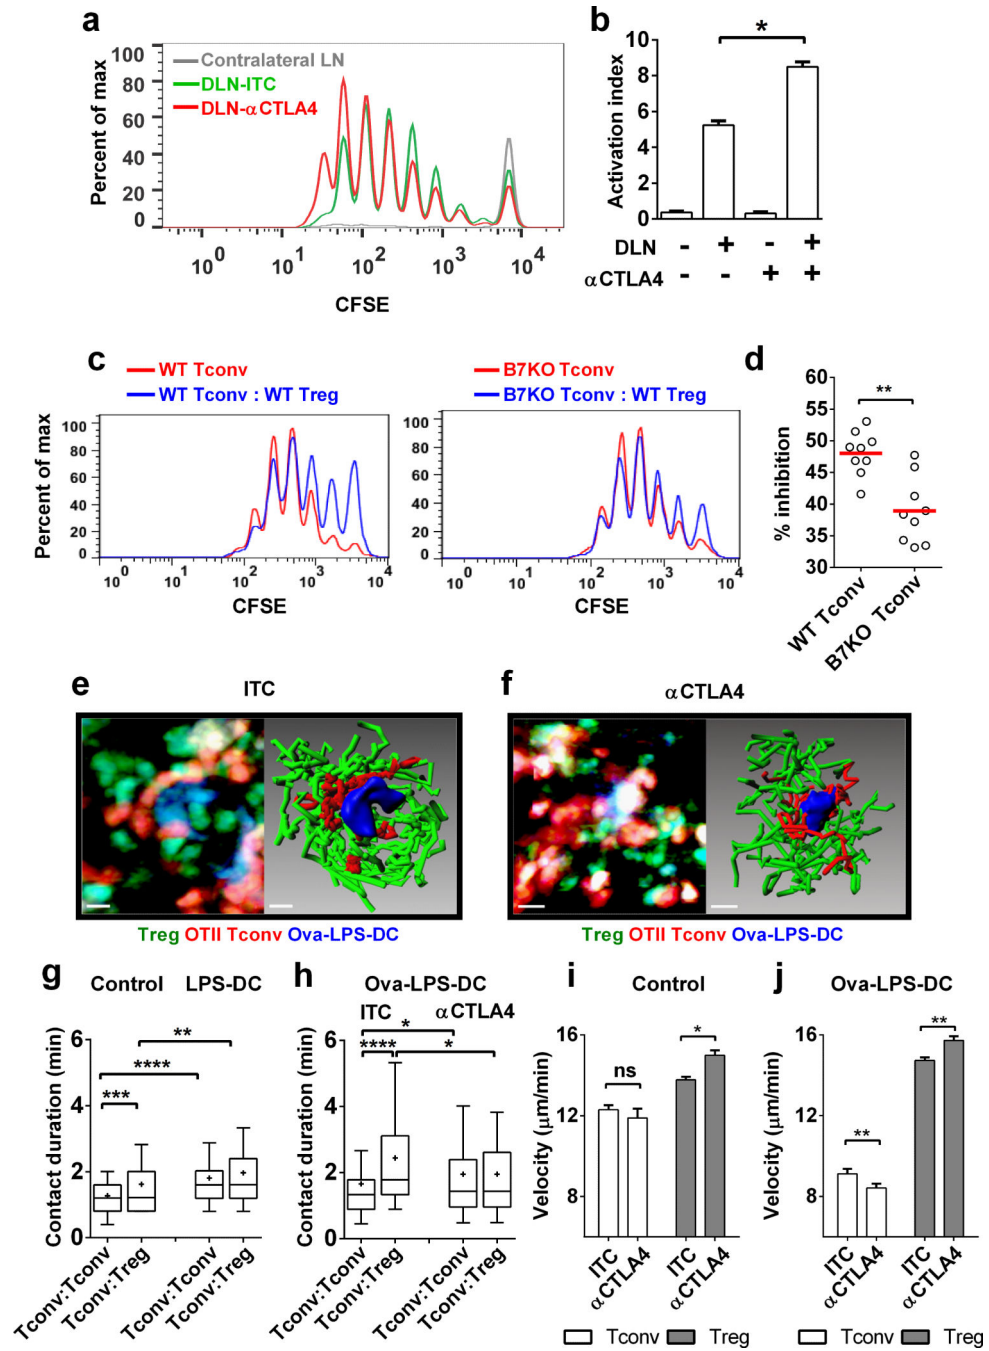 a
Contralateral LN
DLN-ITC
DLN-αCTLA4
Percent of max
100
80
60
40
20
0
10^0 10^1 10^2 10^3 10^4
CFSE
b
*
Activation index
10
8
6
4
2
0
DLN - + - +
αCTLA4 - - + +
c
WT Tconv
WT Tconv : WT Treg
B7KO Tconv
B7KO Tconv : WT Treg
Percent of max
100
80
60
40
20
0
10^0 10^1 10^2 10^3 10^4
CFSE
100
80
60
40
20
0
10^0 10^1 10^2 10^3 10^4
CFSE
d
**
% inhibition
60
55
50
45
40
35
30
WT Tconv
B7KO Tconv
e
ITC
Treg OTII Tconv Ova-LPS-DC
f
αCTLA4
Treg OTII Tconv Ova-LPS-DC
g
Control LPS-DC
Contact duration (min)
6
4
2
0
**
****
***
Tconv:Tconv
Tconv:Treg
Tconv:Tconv
Tconv:Treg
h
Ova-LPS-DC
ITC αCTLA4
Contact duration (min)
6
4
2
0
*
**** *
Tconv:Tconv
Tconv:Treg
Tconv:Tconv
Tconv:Treg
i
Control
Velocity (μm/min)
16
12
8
ns
*
ITC
αCTLA4
ITC
αCTLA4
Tconv Treg
j
Ova-LPS-DC
Velocity (μm/min)
16
12
8
**
**
ITC
αCTLA4
ITC
αCTLA4
Tconv Treg